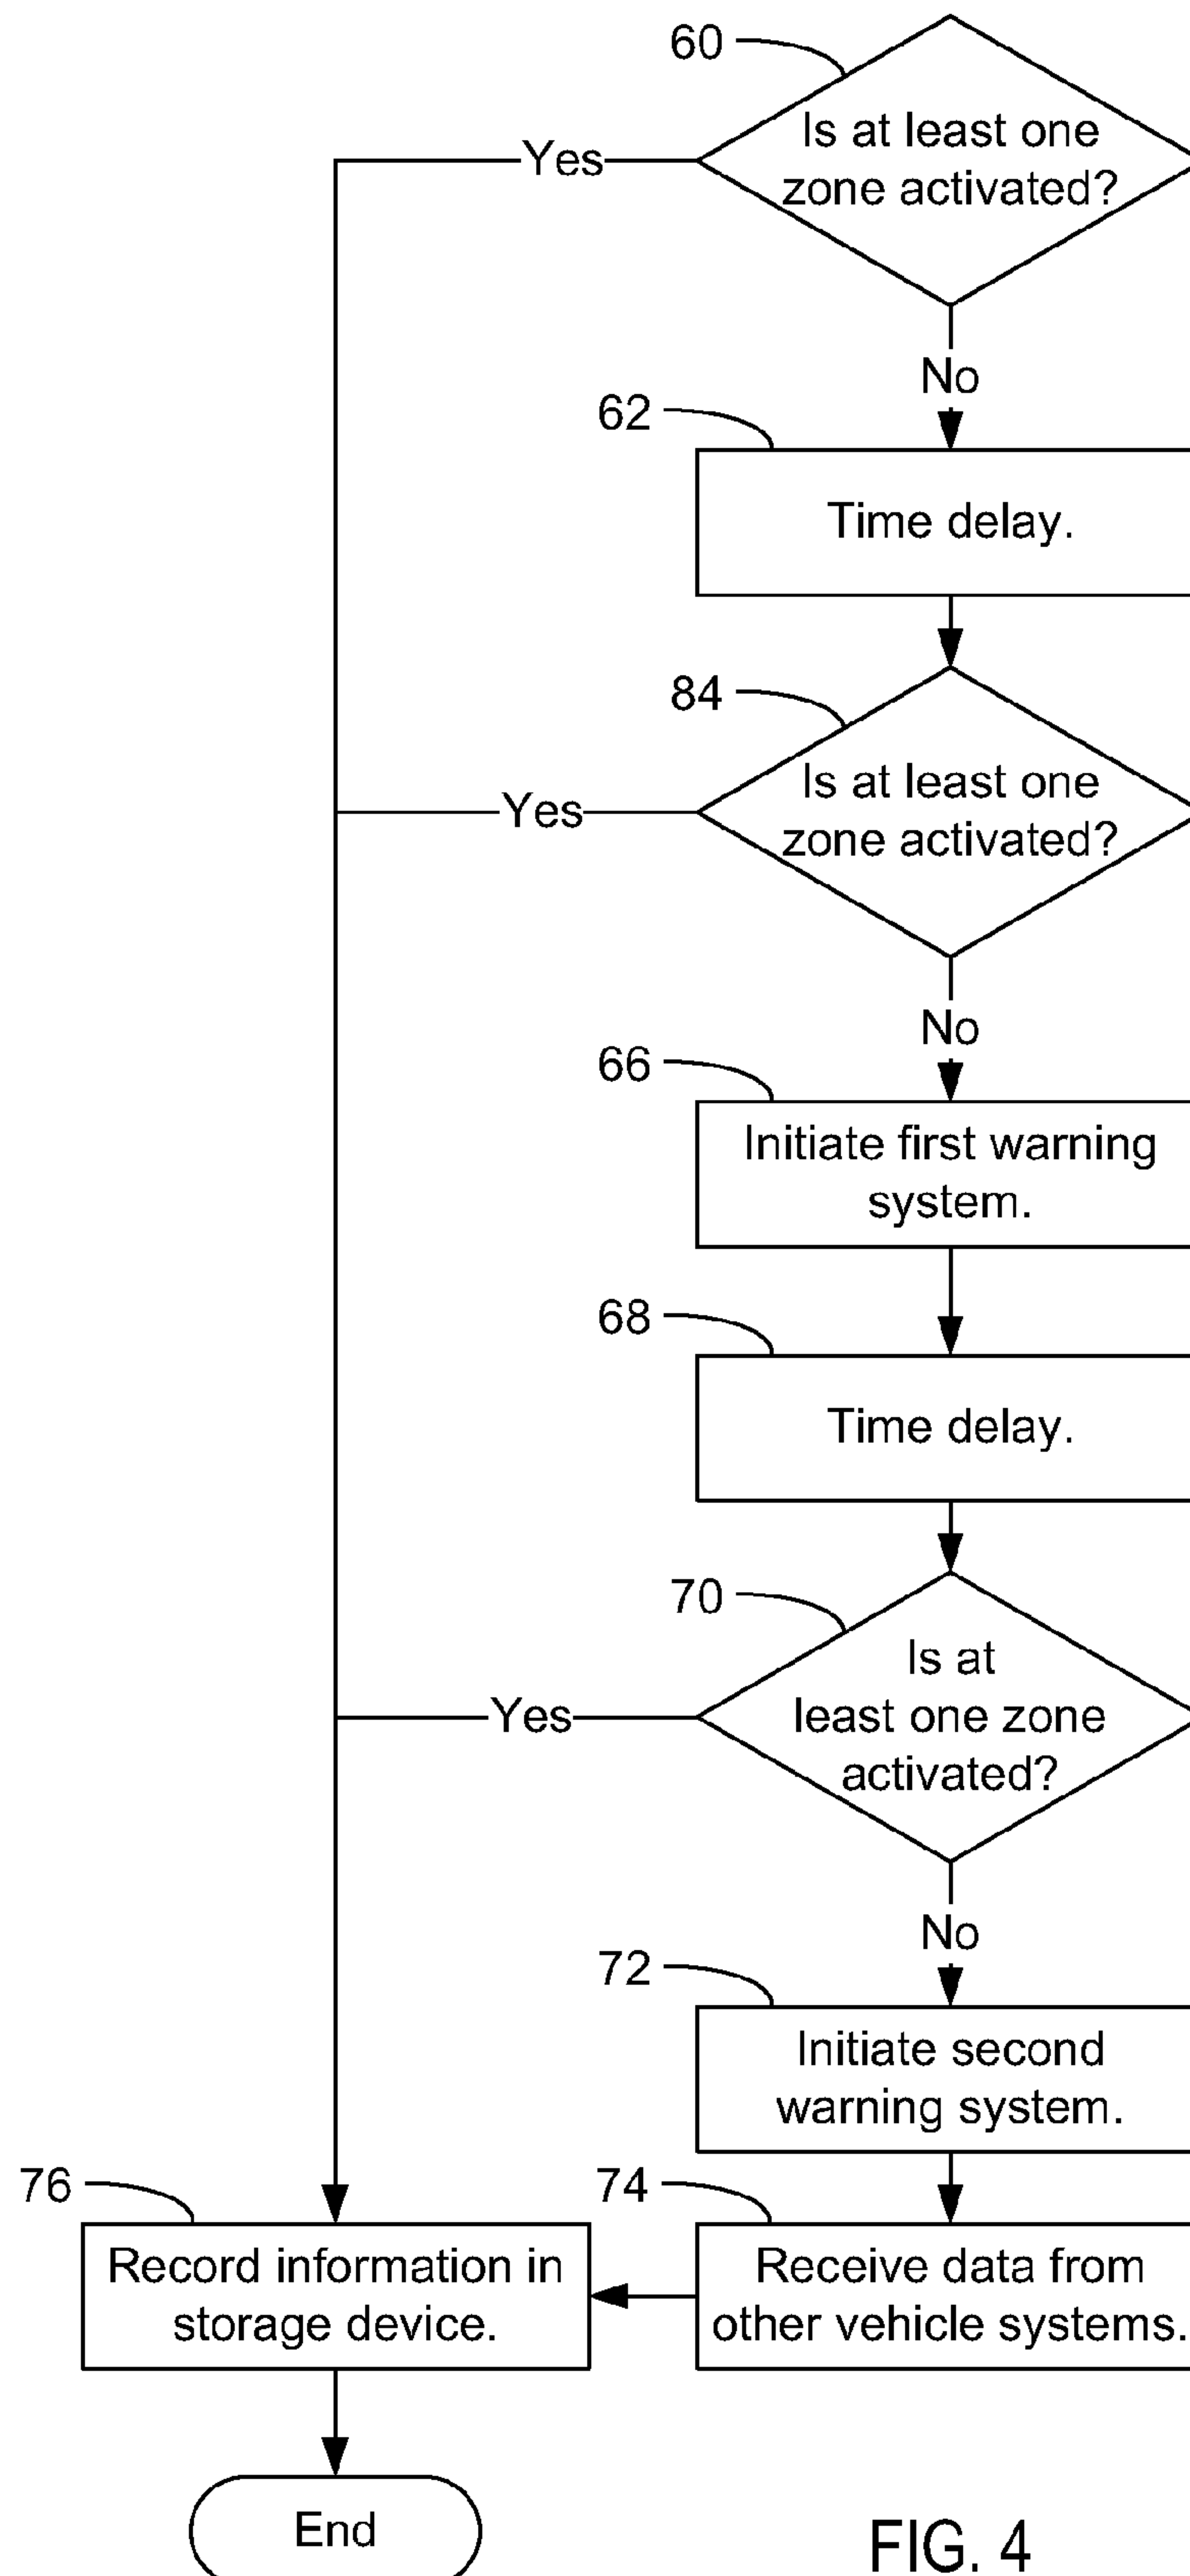 60
Is at least one
zone activated?
Yes
No
62
Time delay.
84
Is at least one
zone activated?
Yes
No
66
Initiate first warning
system.
68
Time delay.
70
Is at
least one zone
activated?
Yes
No
72
Initiate second
warning system.
76
74
Record information in
storage device.
Receive data from
other vehicle systems.
End
FIG. 4